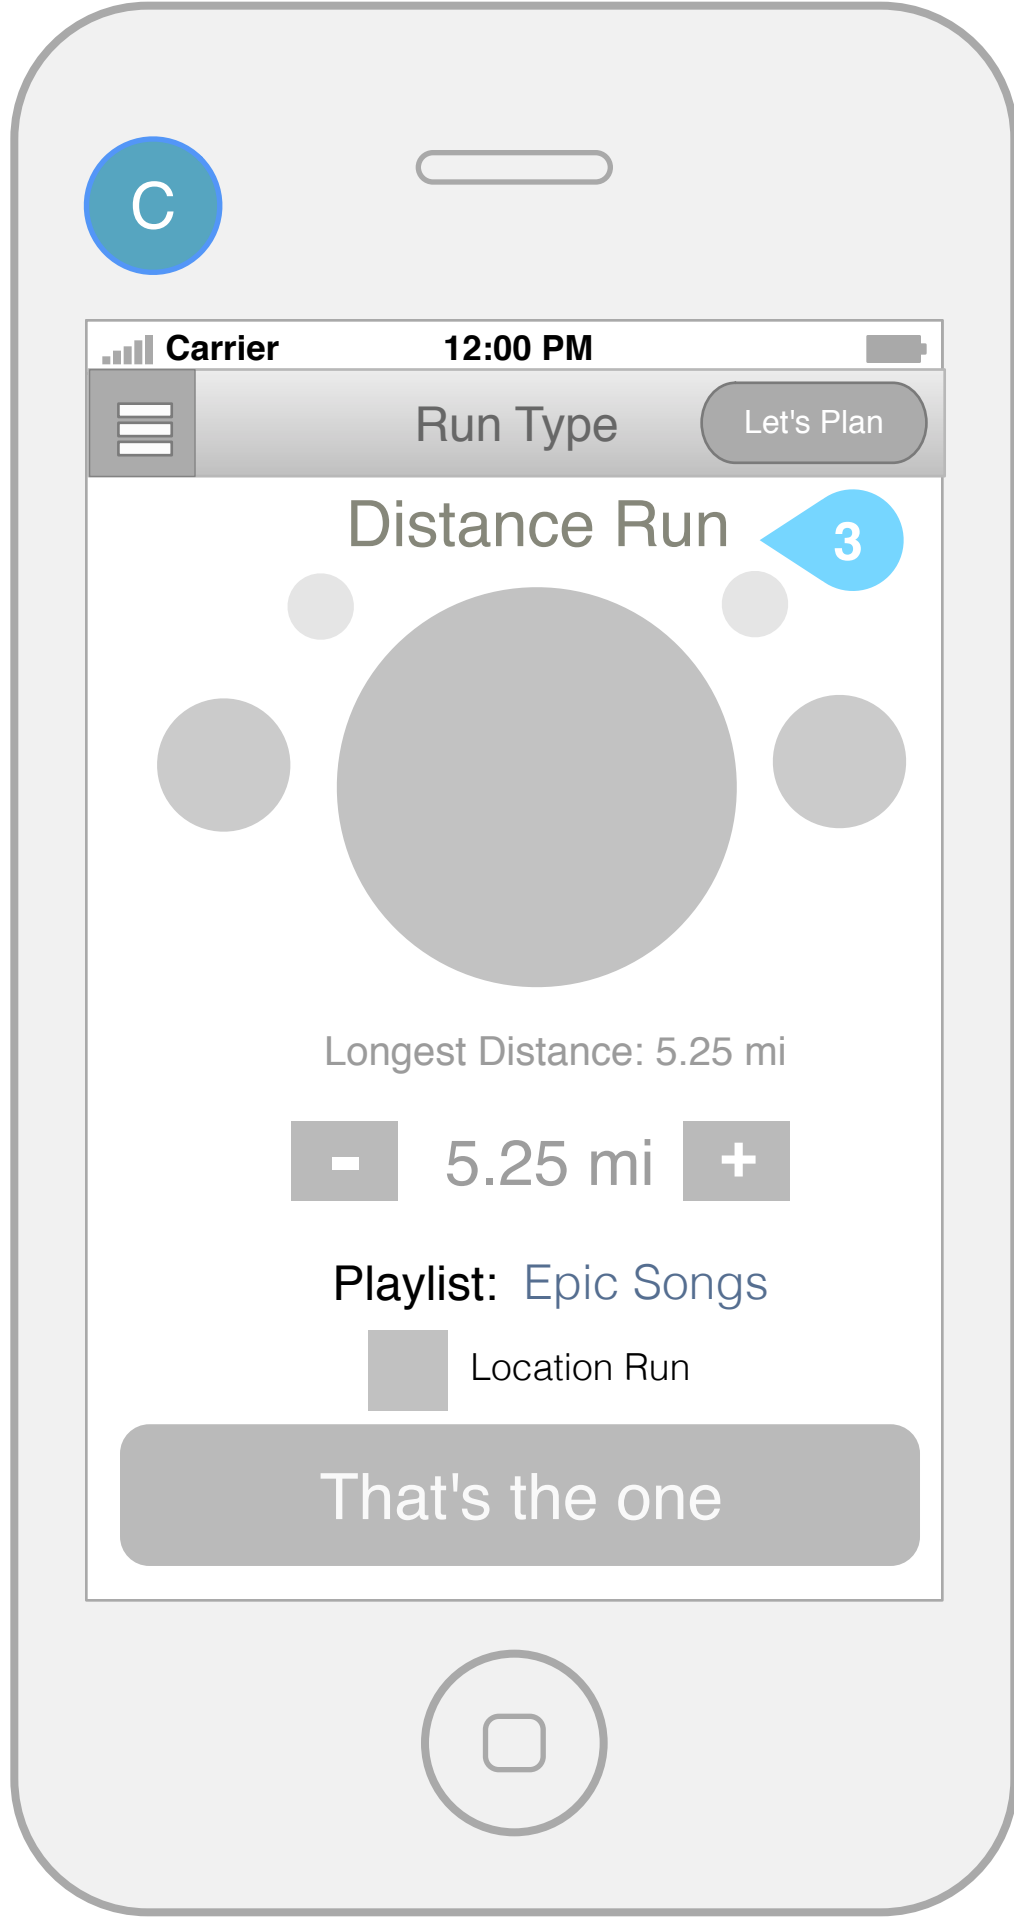 C
Carrier 12:00 PM
Run Type Let's Plan
Distance Run 3
Longest Distance: 5.25 mi
- 5.25 mi +
Playlist: Epic Songs
Location Run
That's the one